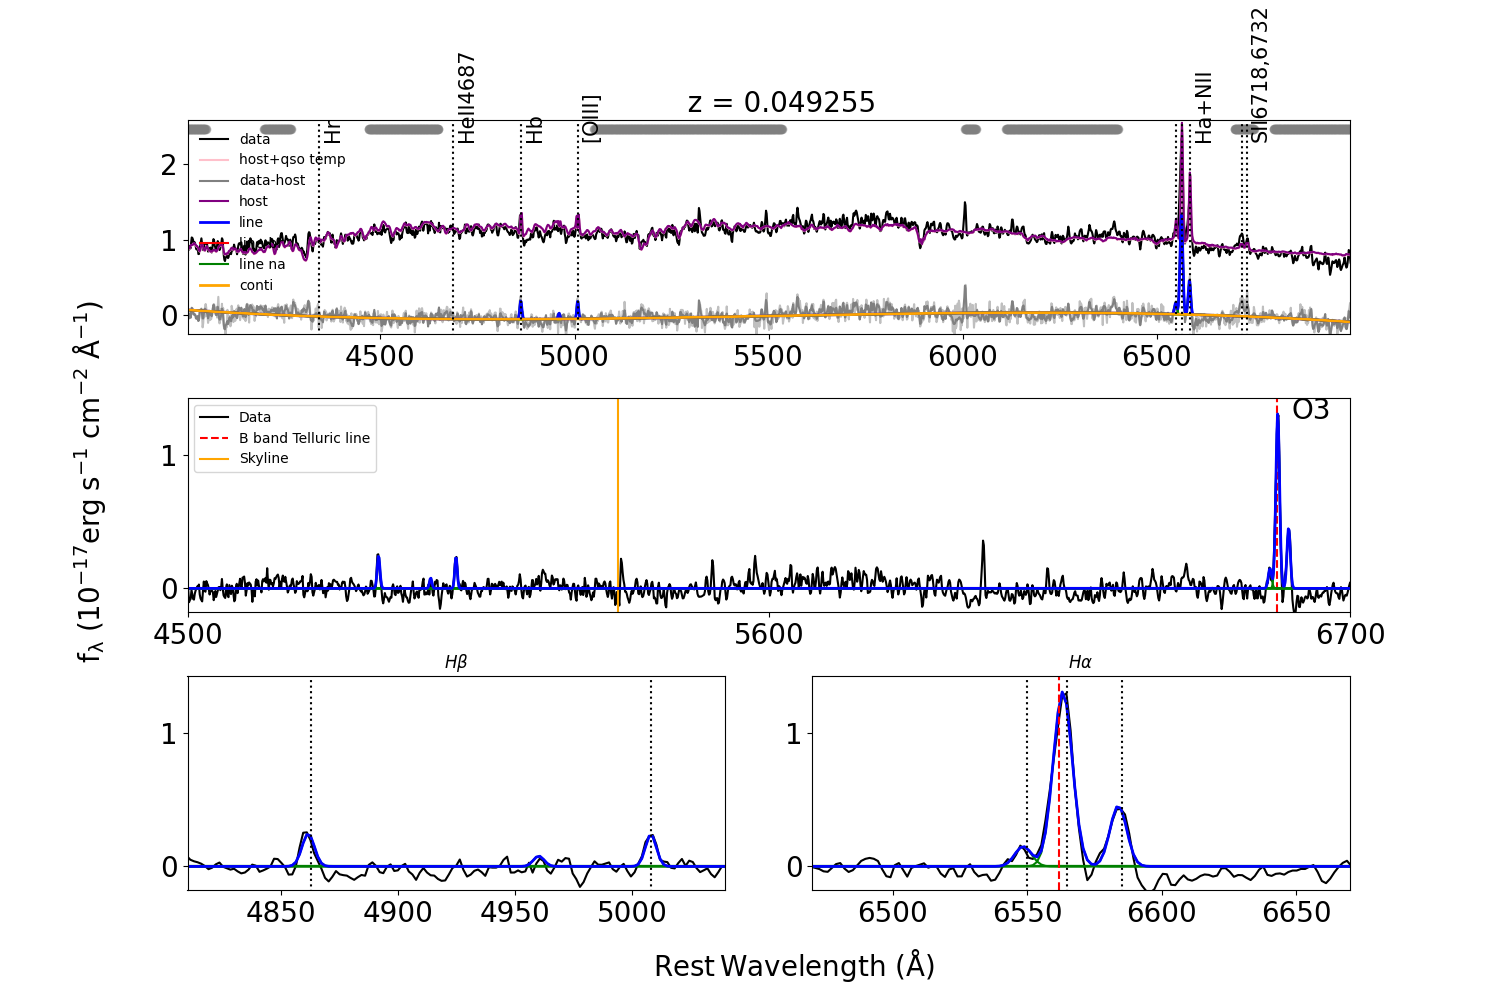 z = 0.049255
Hr
HeII4687
Hb
[OIII]
Ha+NII
SII6718,6732
data
host+qso temp
data-host
host
line
line na
conti
2
1
0
4500 5000 5500 6000 6500
fλ (10⁻¹⁷erg s⁻¹ cm⁻² Å⁻¹)
Data
B band Telluric line
Skyline
O3
1
0
4500 5600 6700
Hβ
1
0
4850 4900 4950 5000
Hα
1
0
6500 6550 6600 6650
Rest Wavelength (Å)